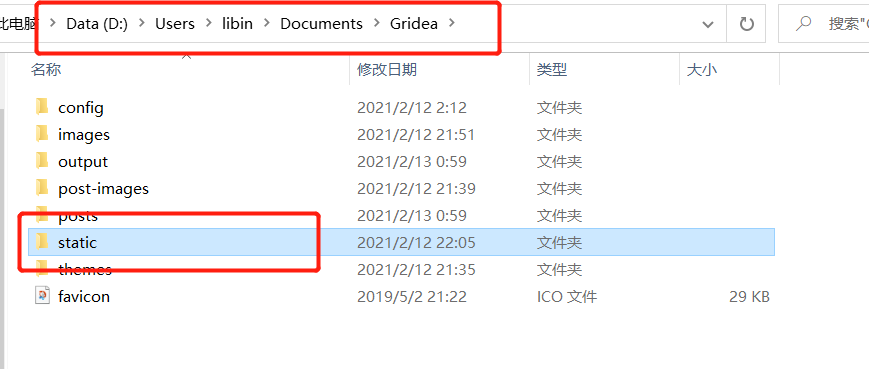 此电脑 > Data (D:) > Users > libin > Documents > Gridea >
搜索"G
名称 修改日期 类型 大小
config 2021/2/12 2:12 文件夹
images 2021/2/12 21:51 文件夹
output 2021/2/13 0:59 文件夹
post-images 2021/2/12 21:39 文件夹
posts 2021/2/13 0:59 文件夹
static 2021/2/12 22:05 文件夹
themes 2021/2/12 21:35 文件夹
favicon 2019/5/2 21:22 ICO 文件 29 KB